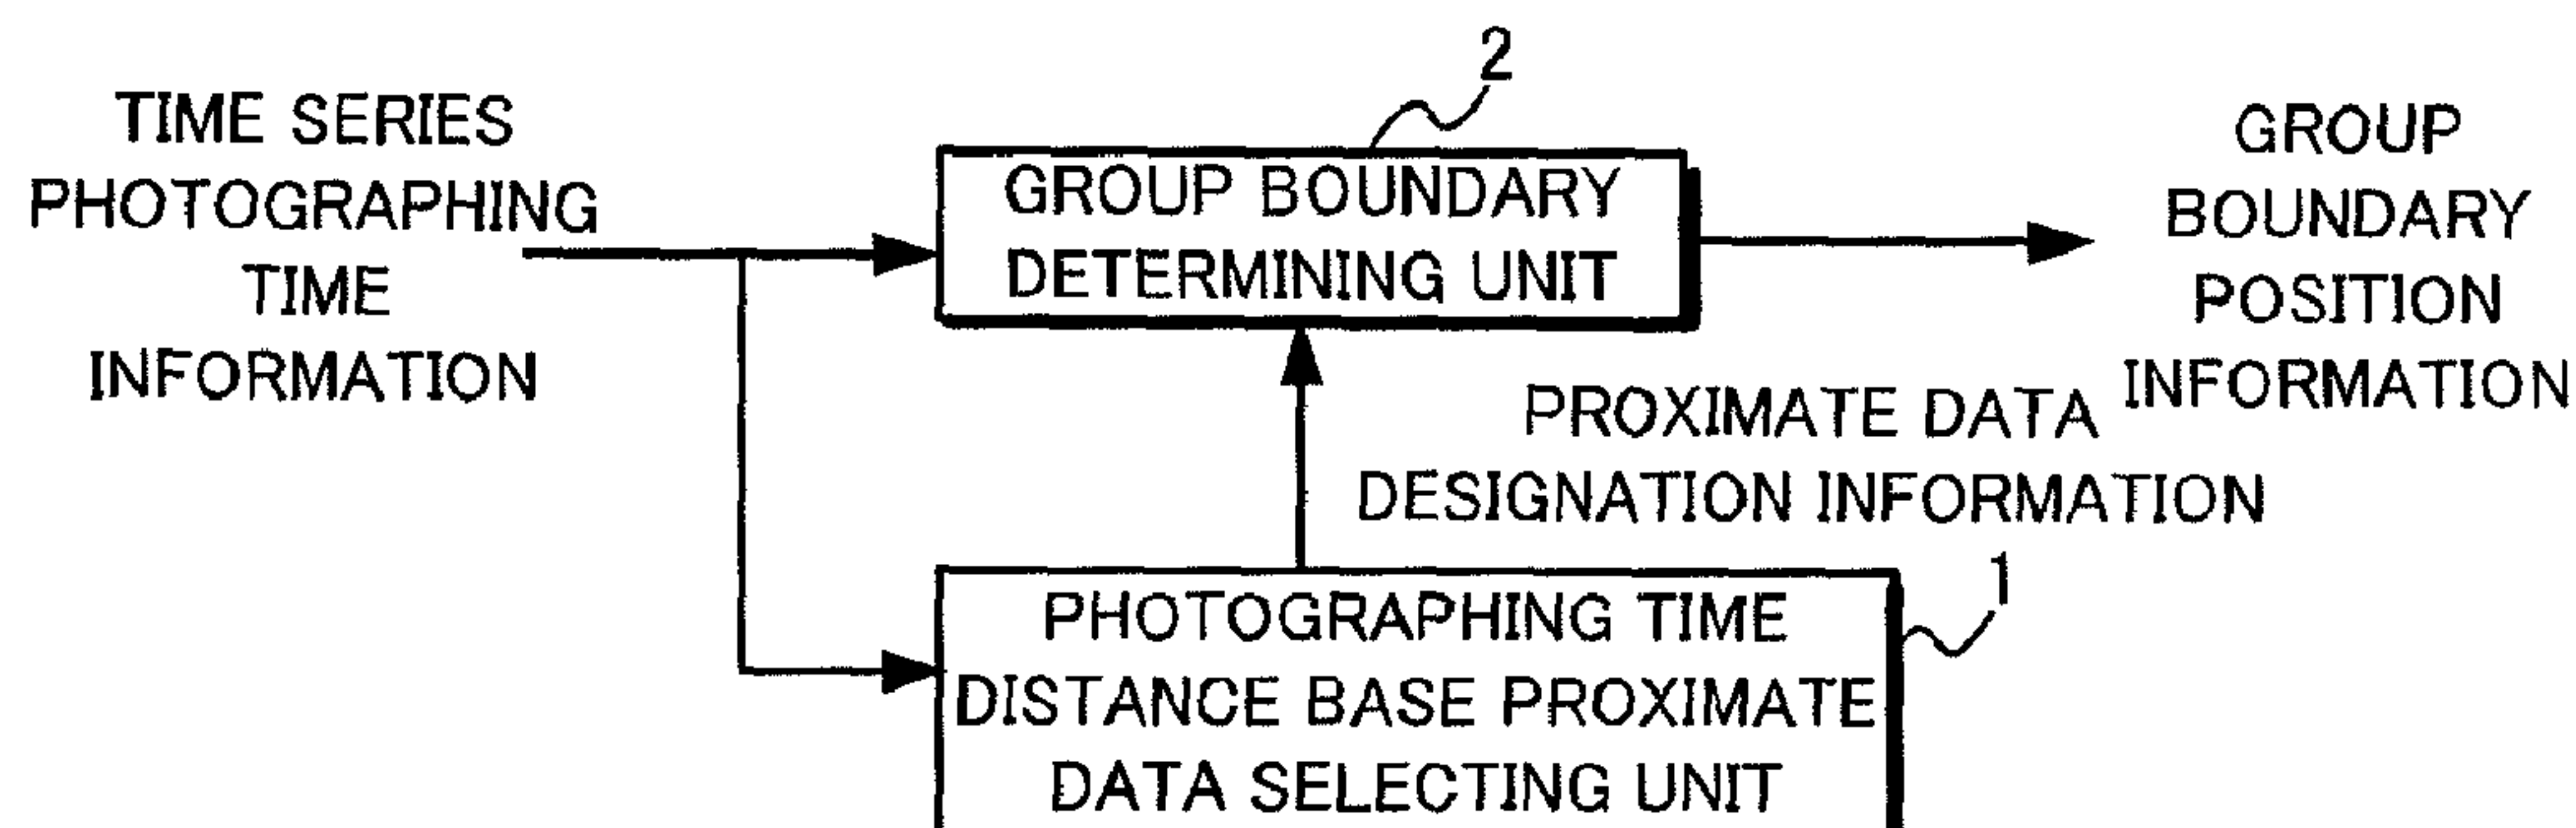 TIME SERIES
PHOTOGRAPHING
TIME
INFORMATION
2
GROUP BOUNDARY
DETERMINING UNIT
GROUP
BOUNDARY
POSITION
INFORMATION
PROXIMATE DATA
DESIGNATION INFORMATION
1
PHOTOGRAPHING TIME
DISTANCE BASE PROXIMATE
DATA SELECTING UNIT